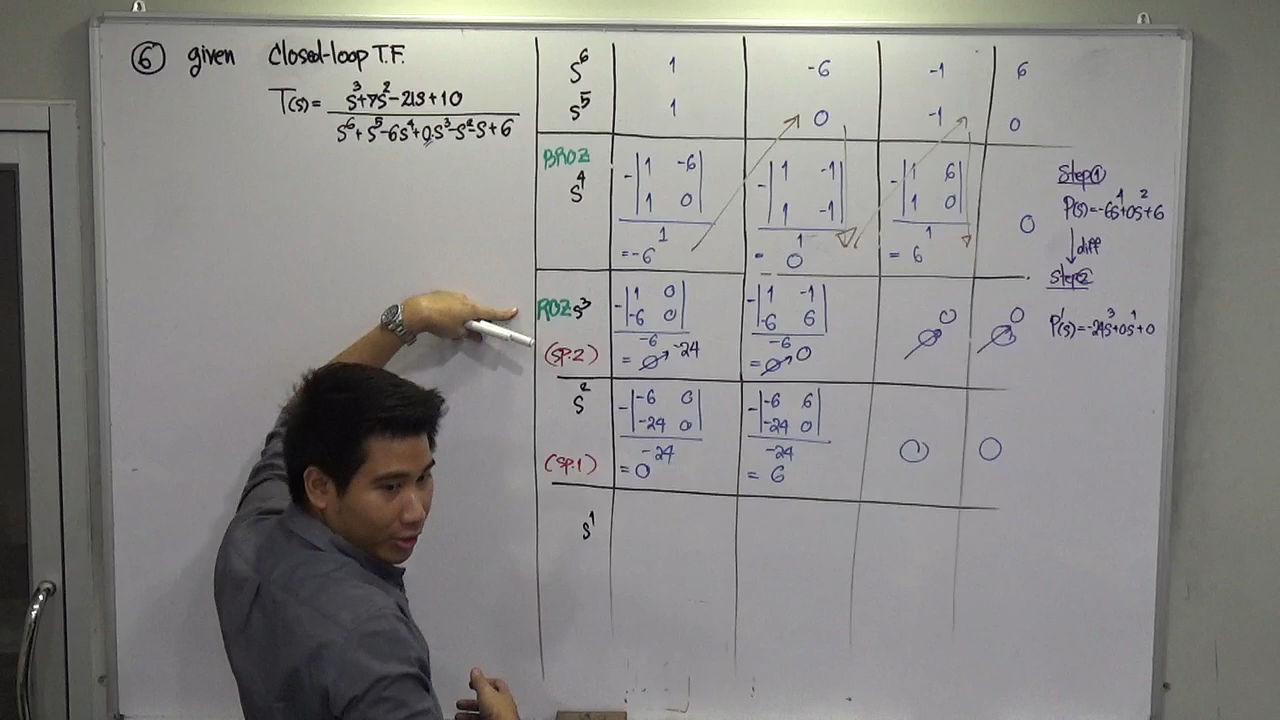 ⑥ given Closed-loop T.F.
T(s) = s³+7s²-21s+10
s⁶+s⁵-6s⁴+0s³-s²-s+6
s⁶ 1 -6 -1 6
s⁵ 1 0 -1 0
BROZ
s⁴ -|1 -6| -|1 -1| -|1 6|
|1 0| |1 -1| |1 0| 0
1 1 1
=-6 = 0 = 6
ROZ s³ -|1 0| -|1 -1| 0 0
|-6 0| |-6 6| 0 0
-6 -6
(SP.2) = 0 -24 = 0 0
s² -|-6 0| -|-6 6|
|-24 0| |-24 0| 0 0
-24 -24
(SP.1) = 0 = 6
s¹
Step①
P(s)=-6s⁴+0s²+6
diff
Step②
P'(s)=-24s³+0s¹+0